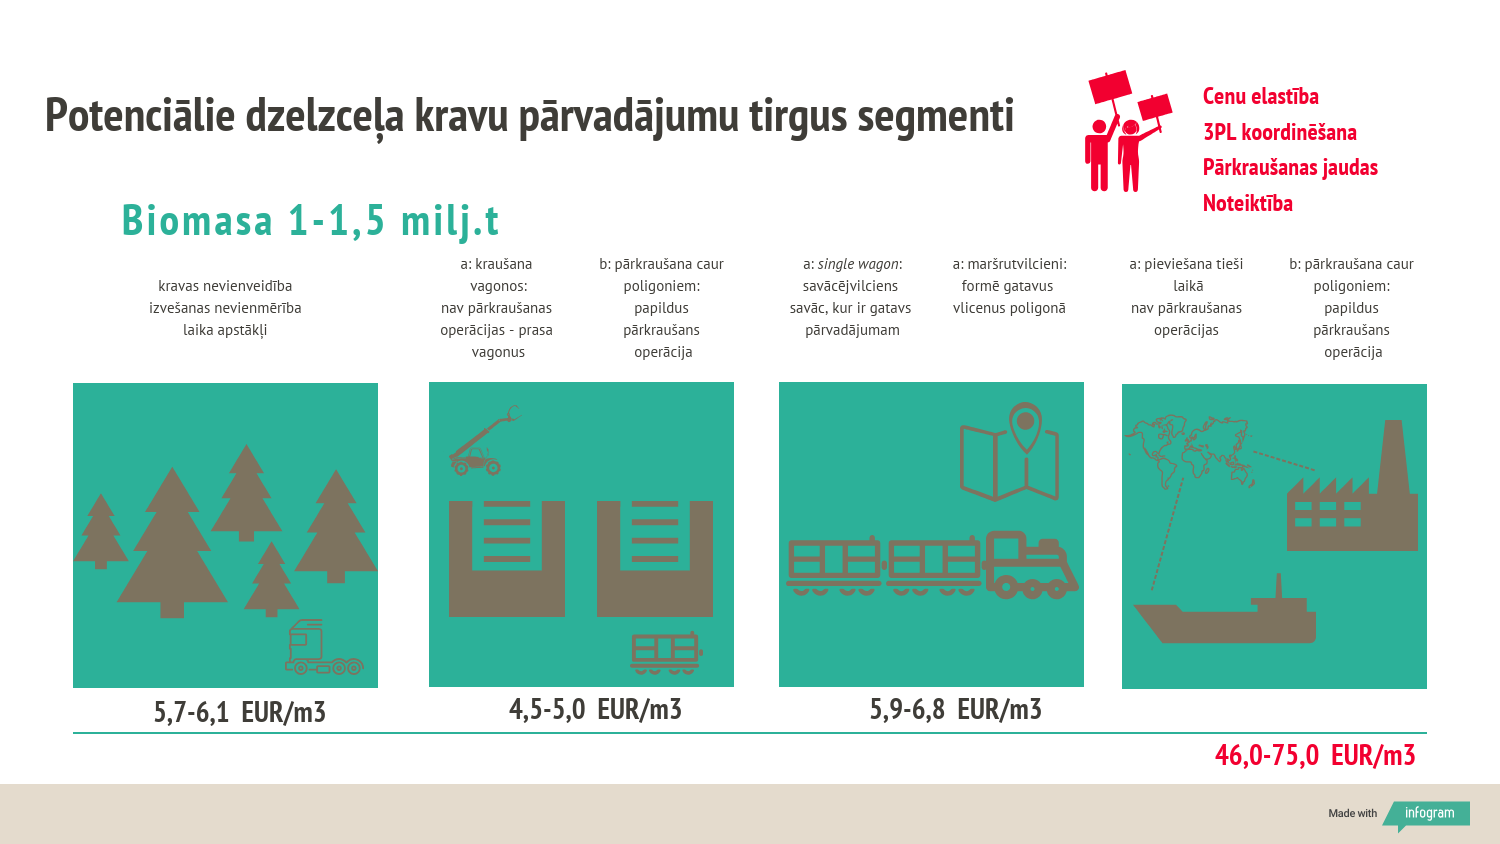 Potenciālie dzelzceļa kravu pārvadājumu tirgus segmenti
Cenu elastība
3PL koordinēšana
Pārkraušanas jaudas
Noteiktība
Biomasa 1-1,5 milj.t
kravas nevienveidība
izvešanas nevienmērība
laika apstākļi
a: kraušana
vagonos:
nav pārkraušanas
operācijas - prasa
vagonus
b: pārkraušana caur
poligoniem:
papildus
pārkraušans
operācija
a: single wagon:
savācējvilciens
savāc, kur ir gatavs
pārvadājumam
a: maršrutvilcieni:
formē gatavus
vlicenus poligonā
a: pieviešana tieši
laikā
nav pārkraušanas
operācijas
b: pārkraušana caur
poligoniem:
papildus
pārkraušans
operācija
5,7-6,1 EUR/m3
4,5-5,0 EUR/m3
5,9-6,8 EUR/m3
46,0-75,0 EUR/m3
Made with
infogram